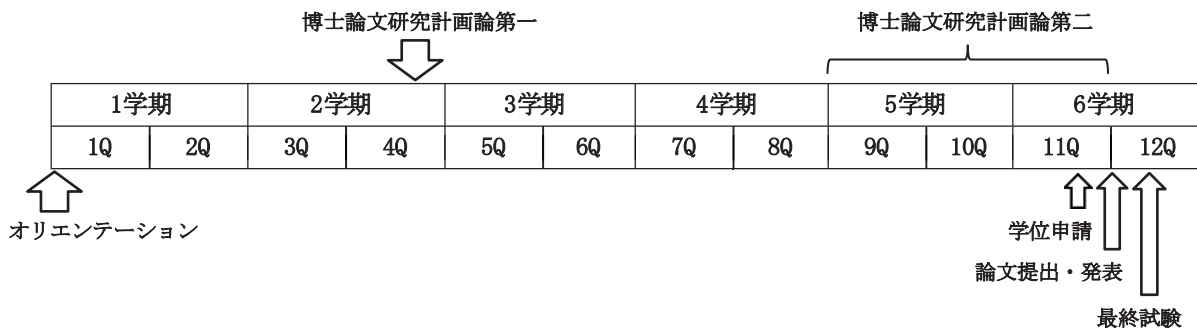 博士論文研究計画論第一 博士論文研究計画論第二
1学期 2学期 3学期 4学期 5学期 6学期
1Q 2Q 3Q 4Q 5Q 6Q 7Q 8Q 9Q 10Q 11Q 12Q
オリエンテーション 学位申請
論文提出・発表
最終試験